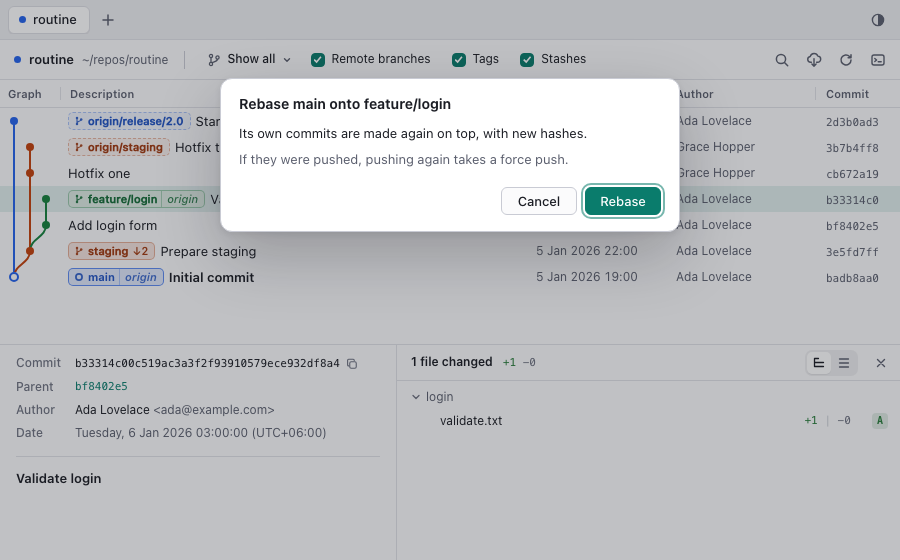 routine
routine ~/repos/routine Show all Remote branches Tags Stashes
Graph Description Author Commit
origin/release/2.0 Ada Lovelace 2d3b0ad3
origin/staging Hotfix Grace Hopper 3b7b4ff8
Hotfix one Grace Hopper cb672a19
feature/login origin Ada Lovelace b33314c0
Add login form Ada Lovelace bf8402e5
staging ↓2 Prepare staging 5 Jan 2026 22:00 Ada Lovelace 3e5fd7ff
main origin Initial commit 5 Jan 2026 19:00 Ada Lovelace badb8aa0
Rebase main onto feature/login
Its own commits are made again on top, with new hashes.
If they were pushed, pushing again takes a force push.
Cancel Rebase
Commit b33314c00c519ac3a3f2f93910579ece932df8a4
Parent bf8402e5
Author Ada Lovelace <ada@example.com>
Date Tuesday, 6 Jan 2026 03:00:00 (UTC+06:00)
Validate login
1 file changed +1 −0
login
validate.txt +1 −0 A